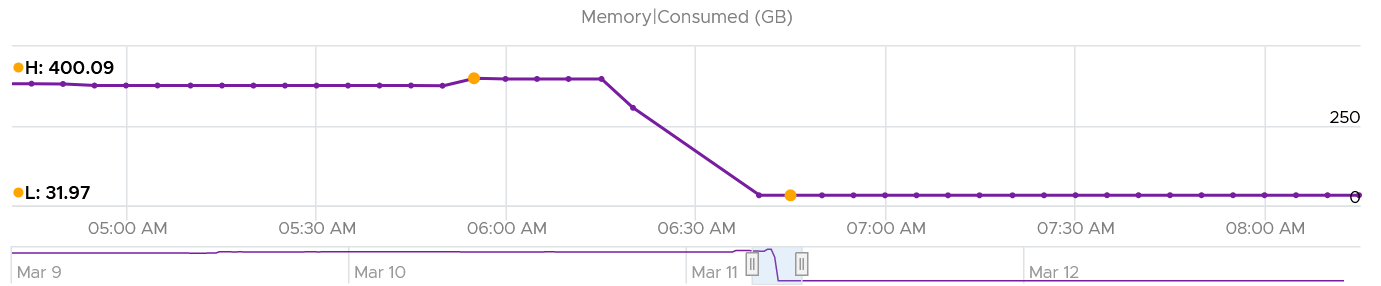 Memory|Consumed (GB)
H: 400.09
250
L: 31.97
0
05:00 AM 05:30 AM 06:00 AM 06:30 AM 07:00 AM 07:30 AM 08:00 AM
Mar 9 Mar 10 Mar 11 Mar 12